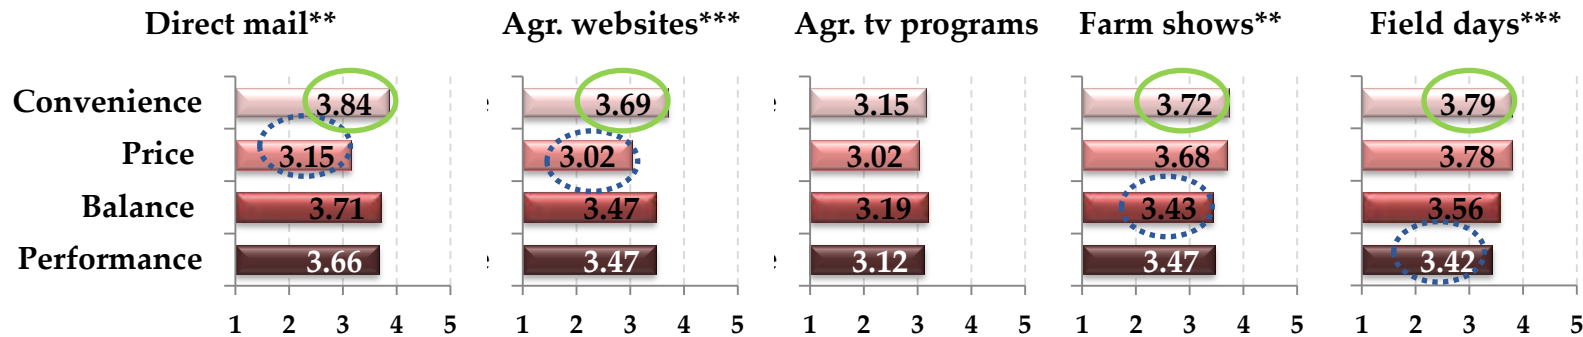 Direct mail** Agr. websites*** Agr. tv programs Farm shows** Field days***
Convenience 3.84 3.69 3.15 3.72 3.79
Price 3.15 3.02 3.02 3.68 3.78
Balance 3.71 3.47 3.19 3.43 3.56
Performance 3.66 3.47 3.12 3.47 3.42
1 2 3 4 5 1 2 3 4 5 1 2 3 4 5 1 2 3 4 5 1 2 3 4 5